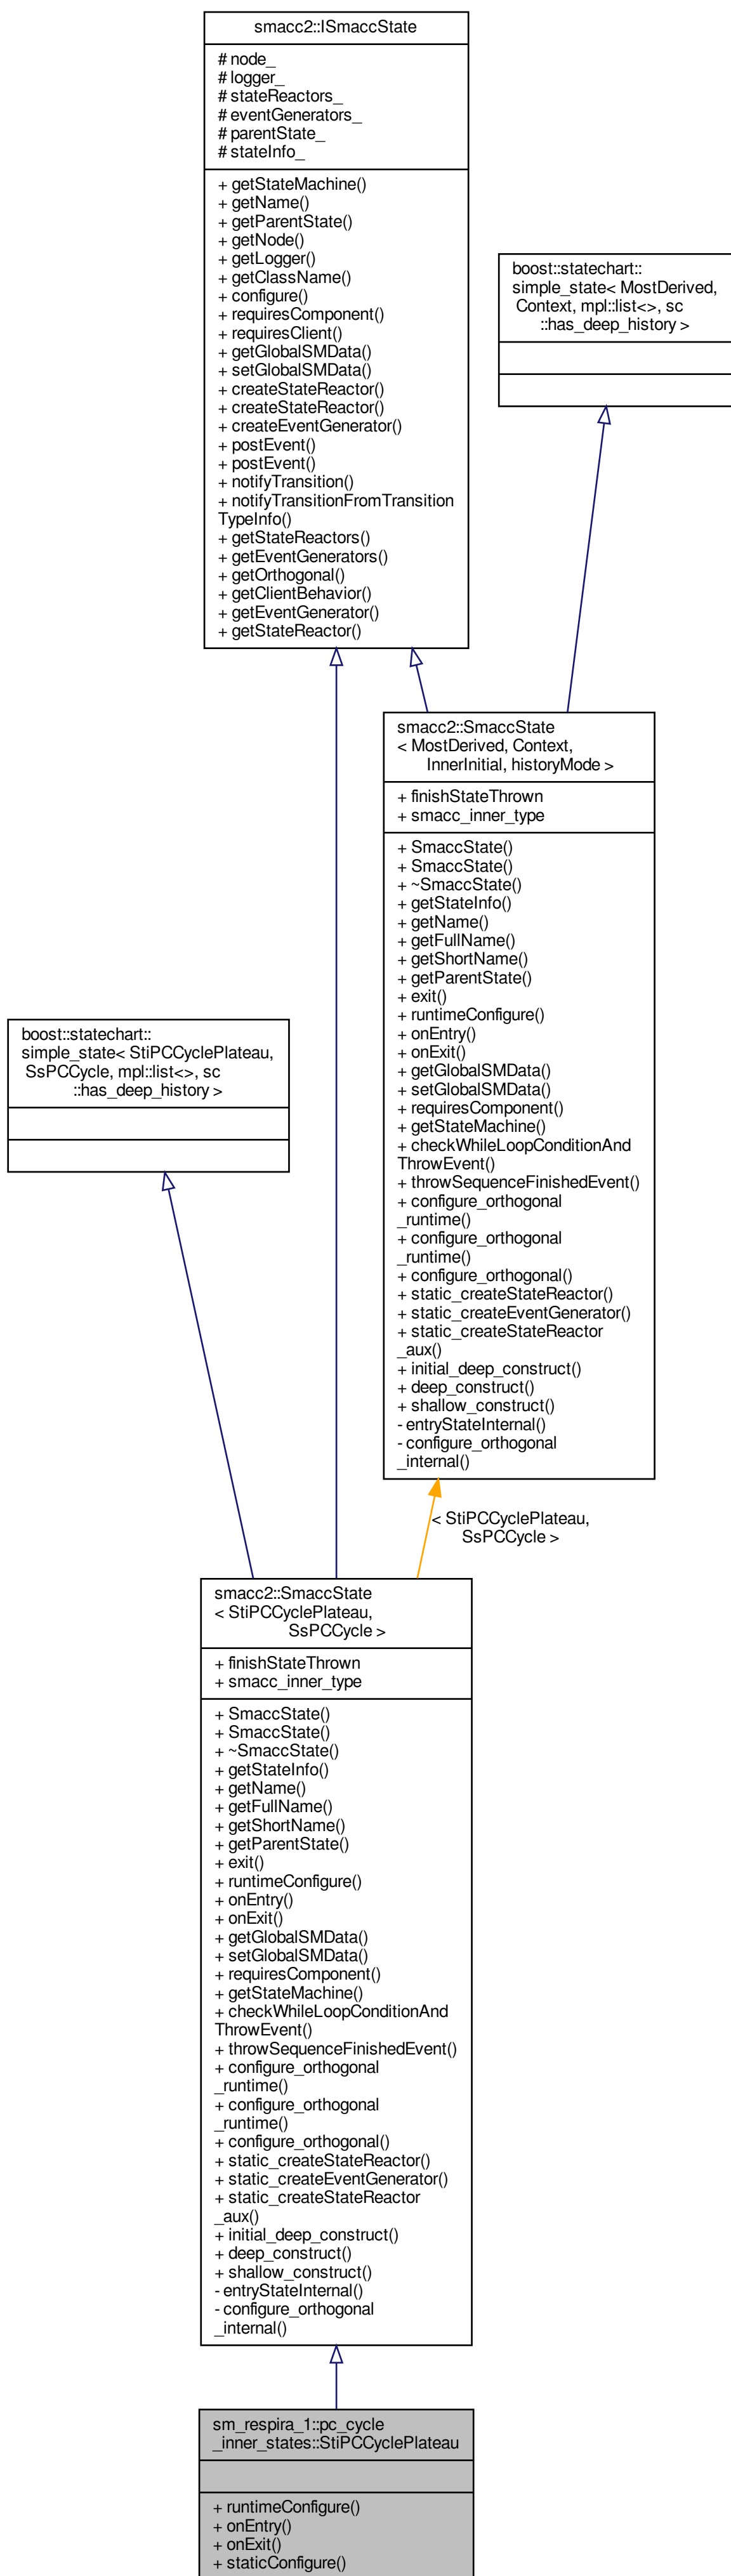 smacc2::ISmaccState
# node_
# logger_
# stateReactors_
# eventGenerators_
# parentState_
# stateInfo_
+ getStateMachine()
+ getName()
+ getParentState()
+ getNode()
+ getLogger()
+ getClassName()
+ configure()
+ requiresComponent()
+ requiresClient()
+ getGlobalSMData()
+ setGlobalSMData()
+ createStateReactor()
+ createStateReactor()
+ createEventGenerator()
+ postEvent()
+ postEvent()
+ notifyTransition()
+ notifyTransitionFromTransition
TypeInfo()
+ getStateReactors()
+ getEventGenerators()
+ getOrthogonal()
+ getClientBehavior()
+ getEventGenerator()
+ getStateReactor()
boost::statechart::
simple_state< MostDerived,
Context, mpl::list<>, sc
::has_deep_history >
smacc2::SmaccState
< MostDerived, Context,
InnerInitial, historyMode >
+ finishStateThrown
+ smacc_inner_type
+ SmaccState()
+ SmaccState()
+ ~SmaccState()
+ getStateInfo()
+ getName()
+ getFullName()
+ getShortName()
+ getParentState()
+ exit()
+ runtimeConfigure()
+ onEntry()
+ onExit()
+ getGlobalSMData()
+ setGlobalSMData()
+ requiresComponent()
+ getStateMachine()
+ checkWhileLoopConditionAnd
ThrowEvent()
+ throwSequenceFinishedEvent()
+ configure_orthogonal
_runtime()
+ configure_orthogonal
_runtime()
+ configure_orthogonal()
+ static_createStateReactor()
+ static_createEventGenerator()
+ static_createStateReactor
_aux()
+ initial_deep_construct()
+ deep_construct()
+ shallow_construct()
- entryStateInternal()
- configure_orthogonal
_internal()
boost::statechart::
simple_state< StiPCCyclePlateau,
SsPCCycle, mpl::list<>, sc
::has_deep_history >
< StiPCCyclePlateau,
SsPCCycle >
smacc2::SmaccState
< StiPCCyclePlateau,
SsPCCycle >
+ finishStateThrown
+ smacc_inner_type
+ SmaccState()
+ SmaccState()
+ ~SmaccState()
+ getStateInfo()
+ getName()
+ getFullName()
+ getShortName()
+ getParentState()
+ exit()
+ runtimeConfigure()
+ onEntry()
+ onExit()
+ getGlobalSMData()
+ setGlobalSMData()
+ requiresComponent()
+ getStateMachine()
+ checkWhileLoopConditionAnd
ThrowEvent()
+ throwSequenceFinishedEvent()
+ configure_orthogonal
_runtime()
+ configure_orthogonal
_runtime()
+ configure_orthogonal()
+ static_createStateReactor()
+ static_createEventGenerator()
+ static_createStateReactor
_aux()
+ initial_deep_construct()
+ deep_construct()
+ shallow_construct()
- entryStateInternal()
- configure_orthogonal
_internal()
sm_respira_1::pc_cycle
_inner_states::StiPCCyclePlateau
+ runtimeConfigure()
+ onEntry()
+ onExit()
+ staticConfigure()